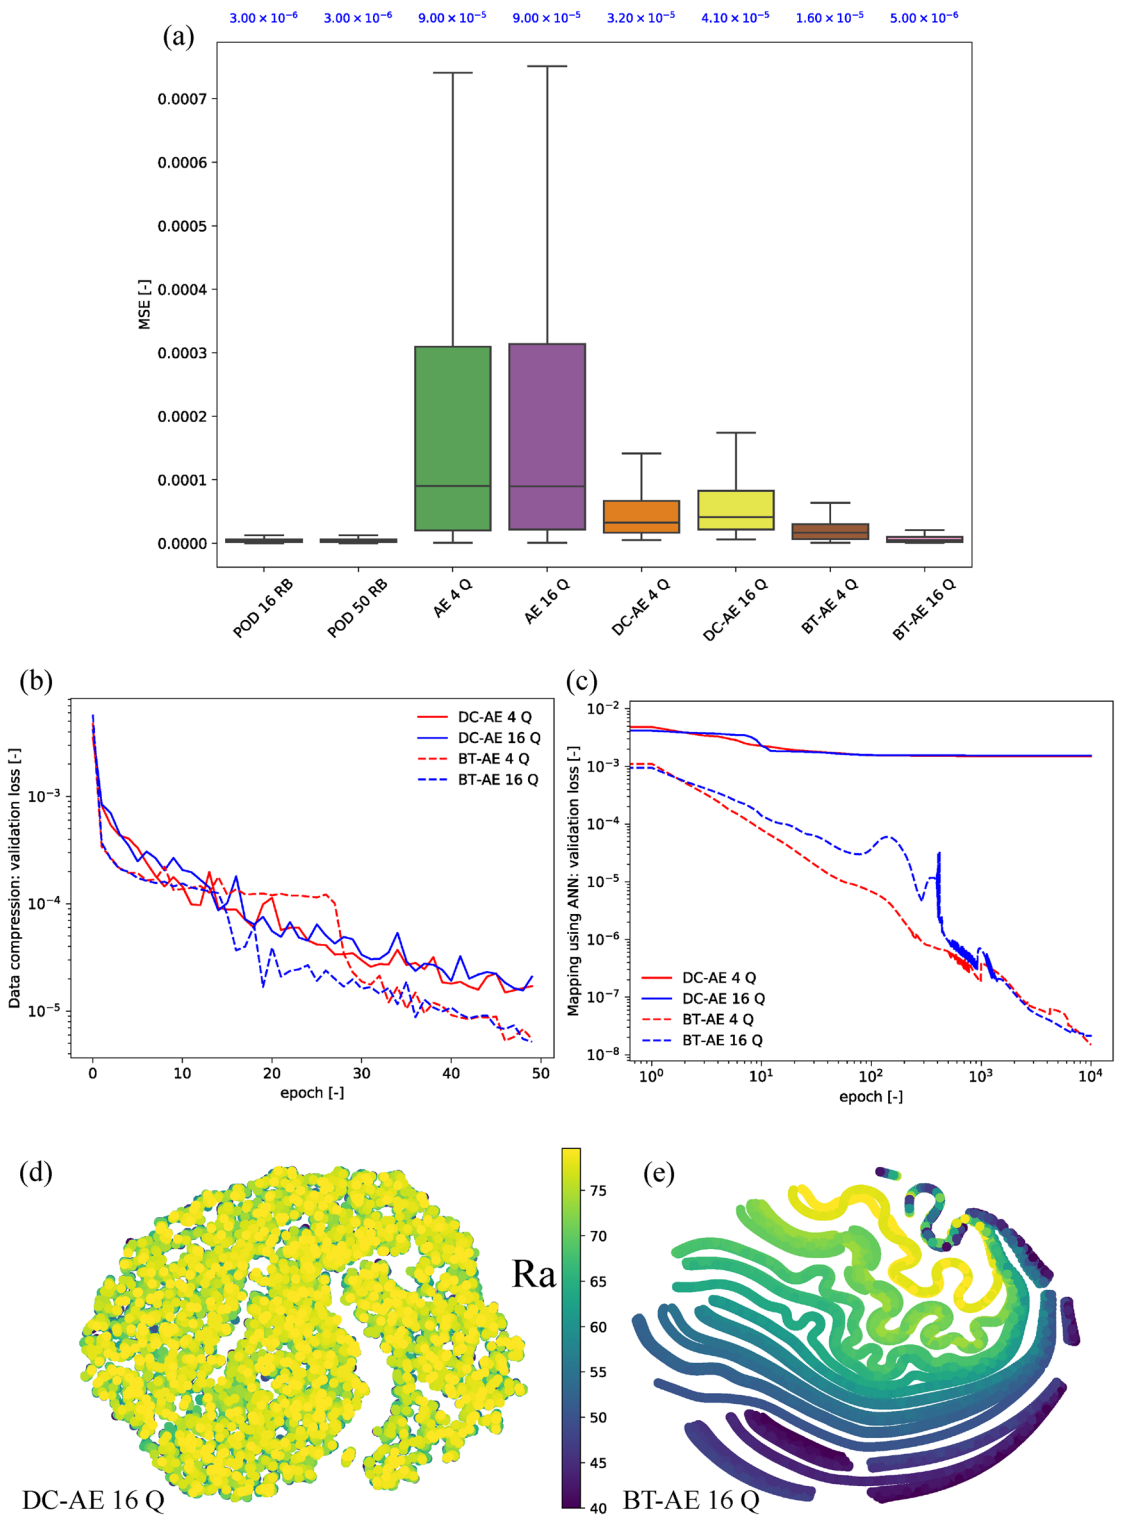 3.00 × 10⁻⁶ 3.00 × 10⁻⁶ 9.00 × 10⁻⁵ 9.00 × 10⁻⁵ 3.20 × 10⁻⁵ 4.10 × 10⁻⁵ 1.60 × 10⁻⁵ 5.00 × 10⁻⁶
(a)
MSE [-]
0.0007
0.0006
0.0005
0.0004
0.0003
0.0002
0.0001
0.0000
POD 16 RB POD 50 RB AE 4 Q AE 16 Q DC-AE 4 Q DC-AE 16 Q BT-AE 4 Q BT-AE 16 Q
(b)
Data compression: validation loss [-]
10⁻³
10⁻⁴
10⁻⁵
DC-AE 4 Q
DC-AE 16 Q
BT-AE 4 Q
BT-AE 16 Q
0 10 20 30 40 50
epoch [-]
(c)
Mapping using ANN: validation loss [-]
10⁻²
10⁻³
10⁻⁴
10⁻⁵
10⁻⁶
10⁻⁷
10⁻⁸
DC-AE 4 Q
DC-AE 16 Q
BT-AE 4 Q
BT-AE 16 Q
10⁰ 10¹ 10² 10³ 10⁴
epoch [-]
(d)
DC-AE 16 Q
Ra
75
70
65
60
55
50
45
40
(e)
BT-AE 16 Q